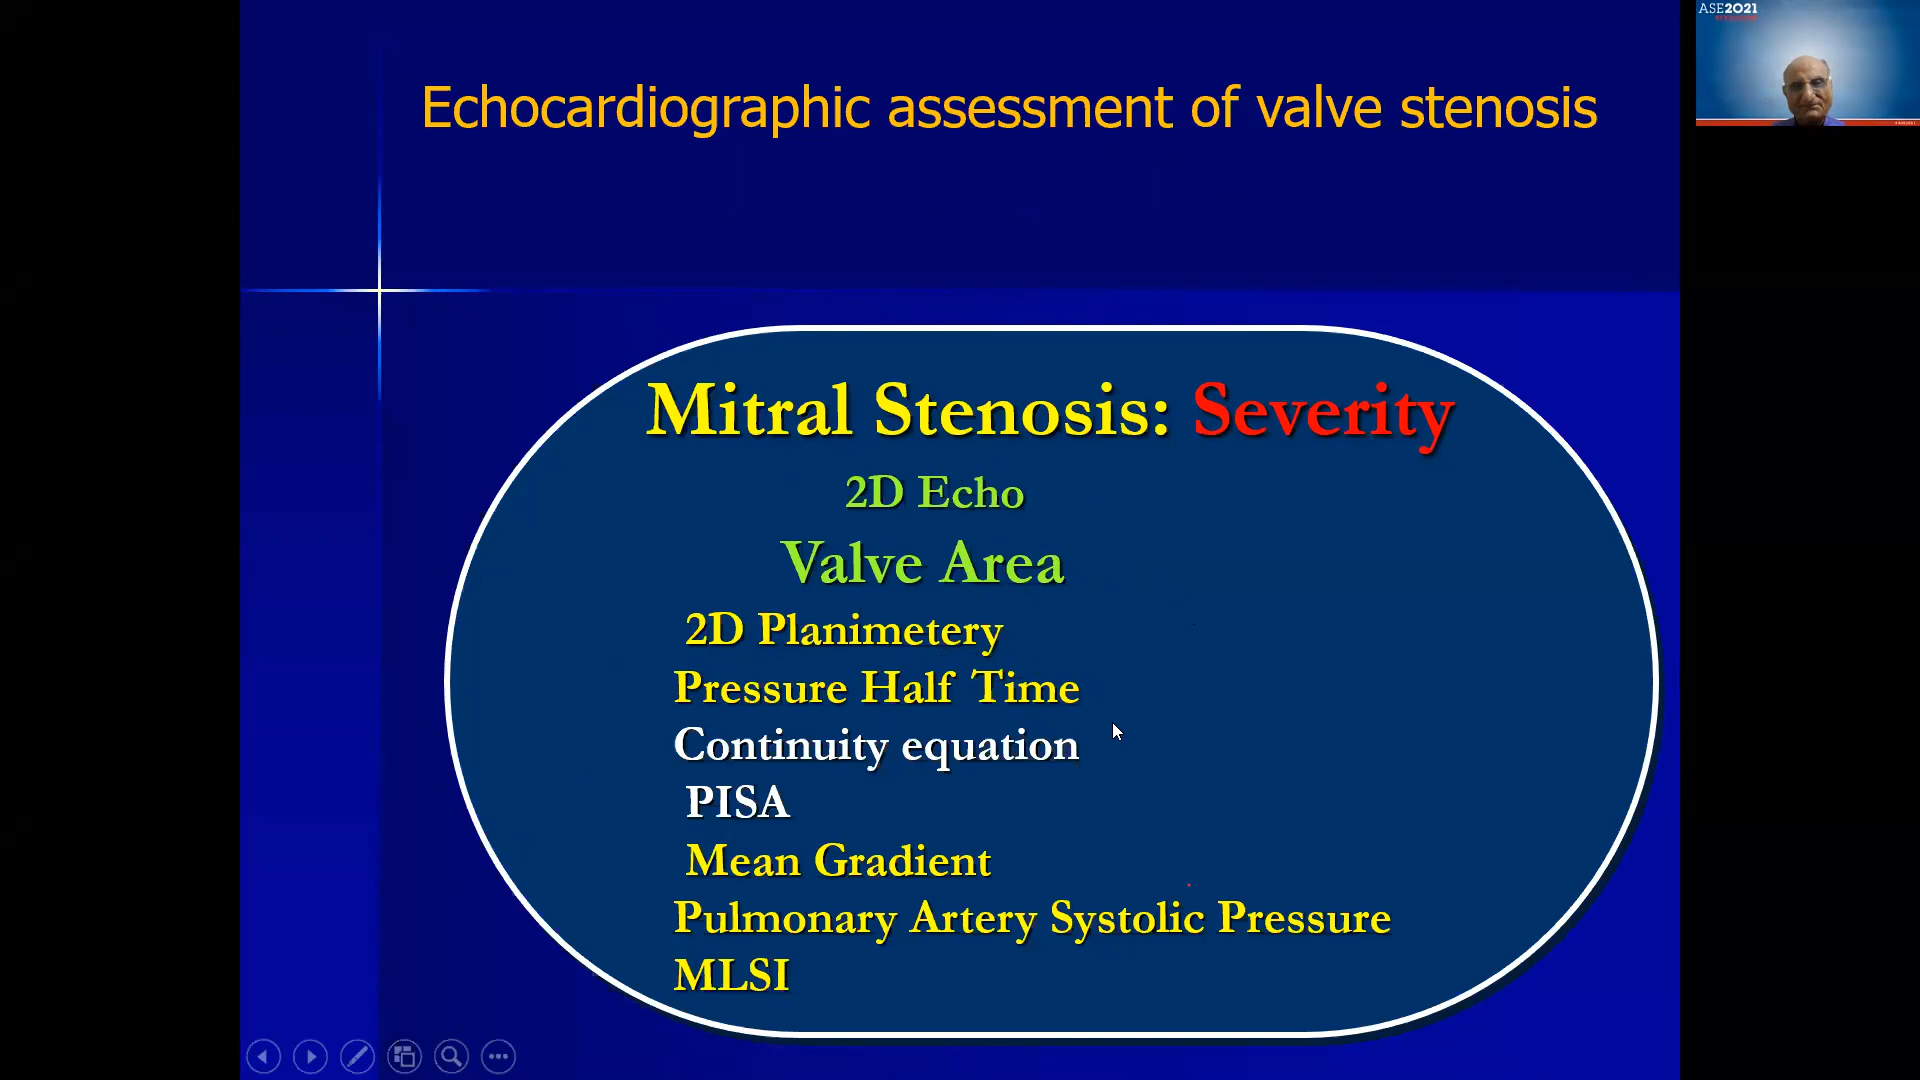 ASE2021
Echocardiographic assessment of valve stenosis
Mitral Stenosis: Severity
2D Echo
Valve Area
2D Planimetery
Pressure Half Time
Continuity equation
PISA
Mean Gradient
Pulmonary Artery Systolic Pressure
MLSI